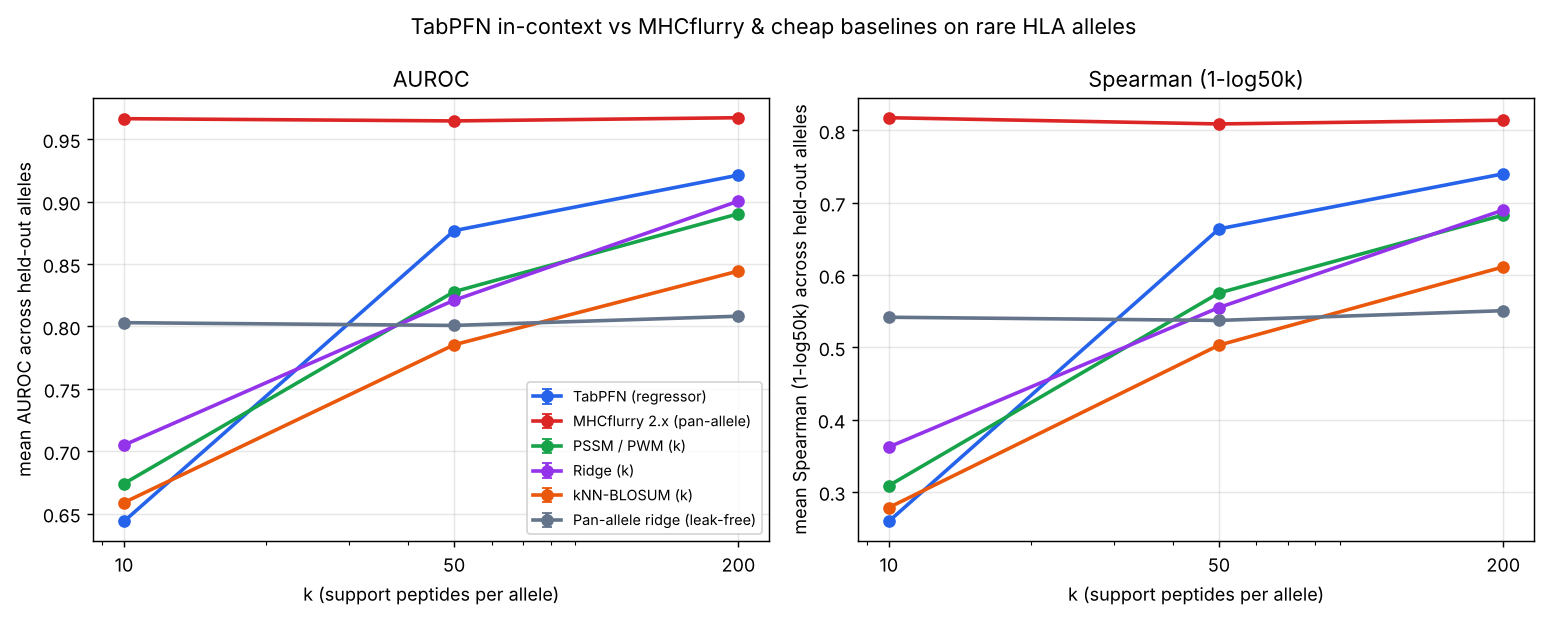 TabPFN in-context vs MHCflurry & cheap baselines on rare HLA alleles
AUROC
mean AUROC across held-out alleles
0.95
0.90
0.85
0.80
0.75
0.70
0.65
10
50
200
k (support peptides per allele)
TabPFN (regressor)
MHCflurry 2.x (pan-allele)
PSSM / PWM (k)
Ridge (k)
kNN-BLOSUM (k)
Pan-allele ridge (leak-free)
Spearman (1-log50k)
mean Spearman (1-log50k) across held-out alleles
0.8
0.7
0.6
0.5
0.4
0.3
10
50
200
k (support peptides per allele)